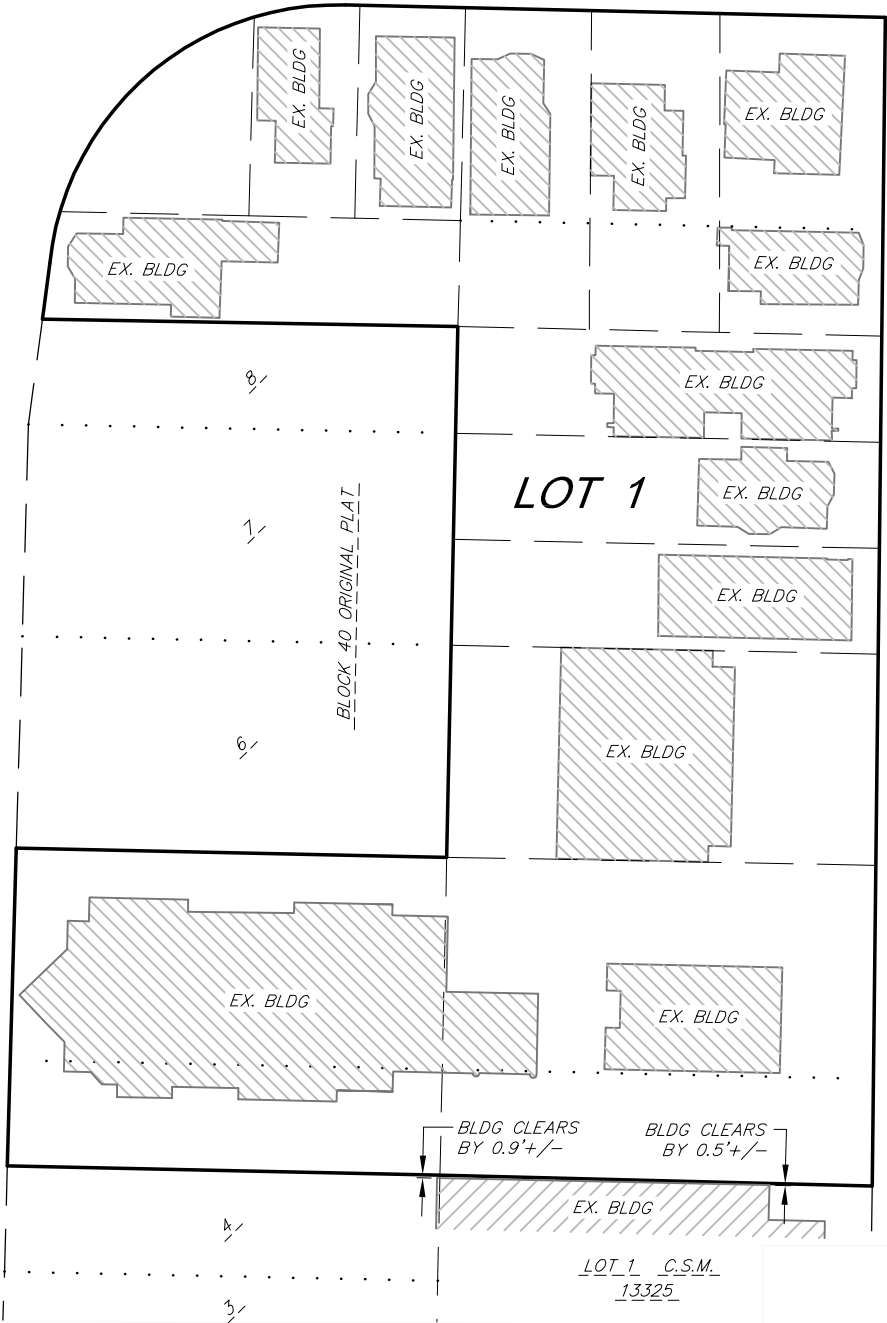 EX. BLDG
EX. BLDG
EX. BLDG
EX. BLDG
EX. BLDG
EX. BLDG
EX. BLDG
EX. BLDG
8
LOT 1
EX. BLDG
7
BLOCK 40 ORIGINAL PLAT
EX. BLDG
6
EX. BLDG
EX. BLDG
EX. BLDG
BLDG CLEARS
BY 0.9'+/-
BLDG CLEARS
BY 0.5'+/-
EX. BLDG
4
LOT 1 C.S.M.
13325
3